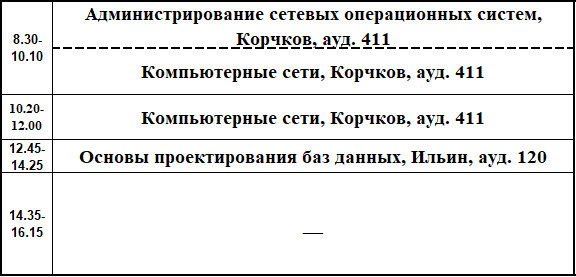 8.30-
10.10
Администрирование сетевых операционных систем,
Корчков, ауд. 411
Компьютерные сети, Корчков, ауд. 411
10.20-
12.00
Компьютерные сети, Корчков, ауд. 411
12.45-
14.25
Основы проектирования баз данных, Ильин, ауд. 120
14.35-
16.15
—